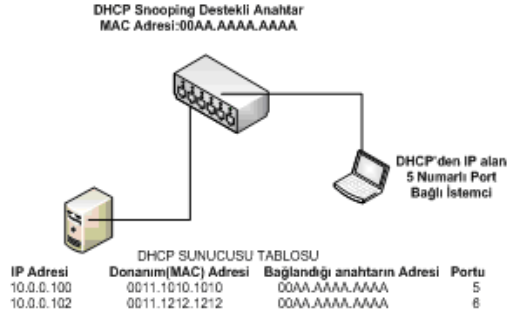 DHCP Snooping Destekli Anahtar
MAC Adresi:00AA.AAAA.AAAA
DHCP'den IP alan
5 Numarlı Port
Bağlı İstemci
DHCP SUNUCUSU TABLOSU
IP Adresi Donanım(MAC) Adresi Bağlandığı anahtarın Adresi Portu
10.0.0.100 0011.1010.1010 00AA.AAAA.AAAA 5
10.0.0.102 0011.1212.1212 00AA.AAAA.AAAA 6